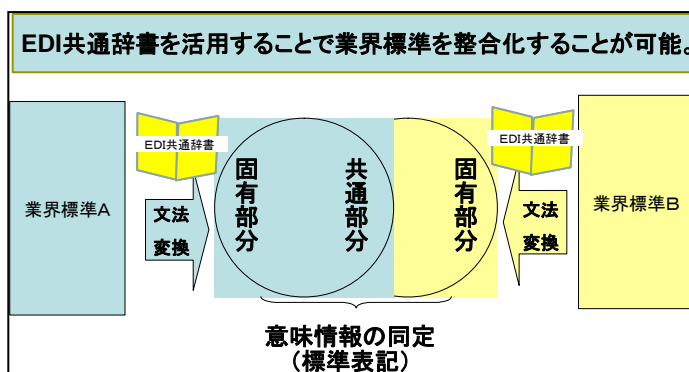 EDI共通辞書を活用することで業界標準を整合化することが可能。
EDI共通辞書
EDI共通辞書
業界標準A
文法
変換
固有部分
共通部分
固有部分
文法
変換
業界標準B
意味情報の同定
(標準表記)